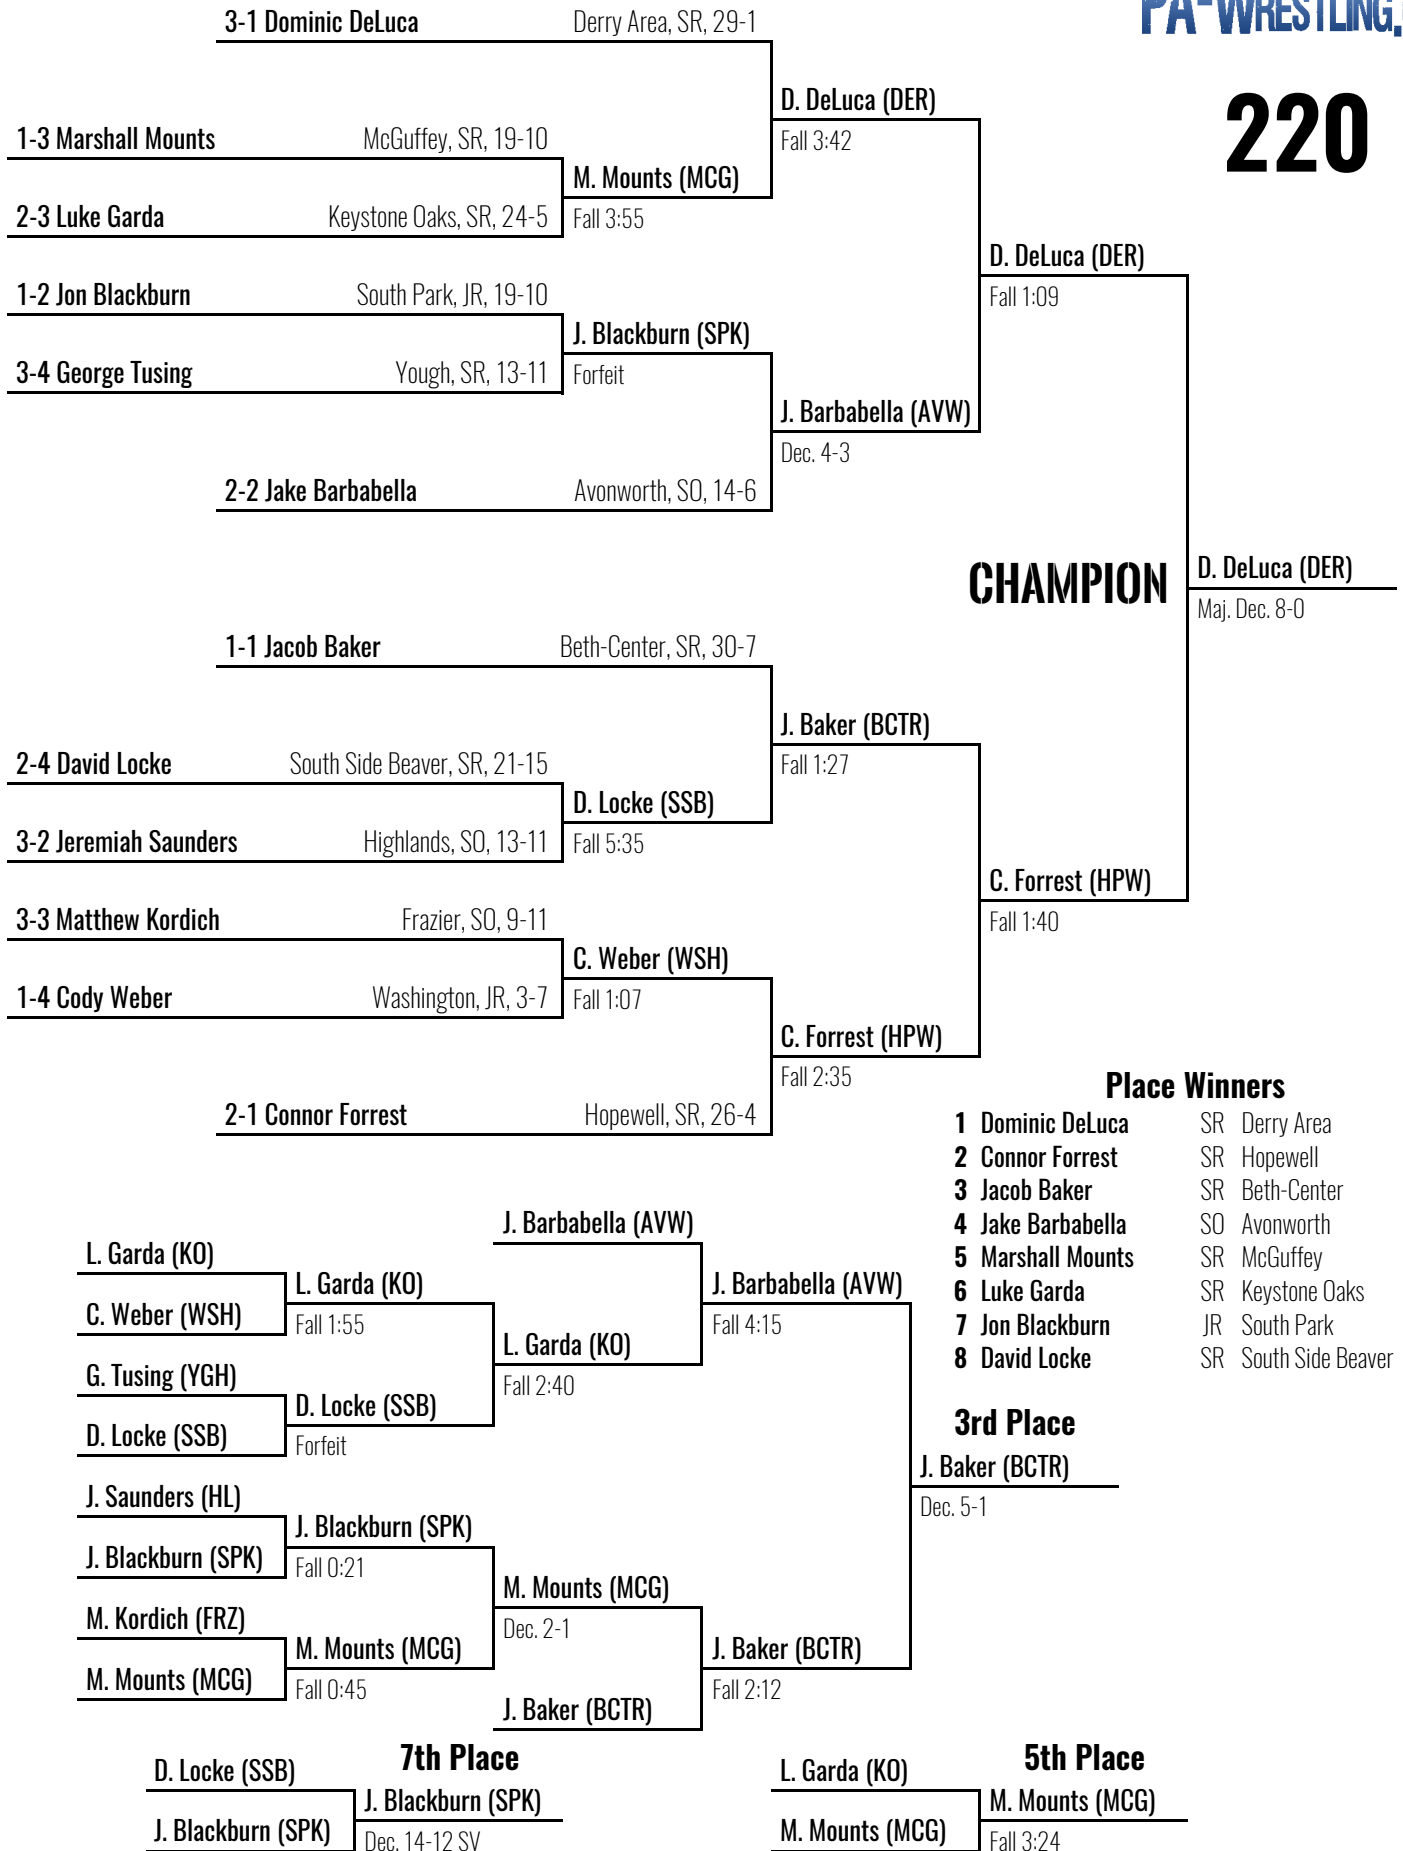 PA-WRESTLING.
220
3-1 Dominic DeLuca Derry Area, SR, 29-1
D. DeLuca (DER)
Fall 3:42
1-3 Marshall Mounts McGuffey, SR, 19-10
M. Mounts (MCG)
Fall 3:55
2-3 Luke Garda Keystone Oaks, SR, 24-5
D. DeLuca (DER)
Fall 1:09
1-2 Jon Blackburn South Park, JR, 19-10
J. Blackburn (SPK)
Forfeit
3-4 George Tusing Yough, SR, 13-11
J. Barbabella (AVW)
Dec. 4-3
2-2 Jake Barbabella Avonworth, SO, 14-6
CHAMPION
D. DeLuca (DER)
Maj. Dec. 8-0
1-1 Jacob Baker Beth-Center, SR, 30-7
J. Baker (BCTR)
Fall 1:27
2-4 David Locke South Side Beaver, SR, 21-15
D. Locke (SSB)
Fall 5:35
3-2 Jeremiah Saunders Highlands, SO, 13-11
C. Forrest (HPW)
Fall 1:40
3-3 Matthew Kordich Frazier, SO, 9-11
C. Weber (WSH)
Fall 1:07
1-4 Cody Weber Washington, JR, 3-7
C. Forrest (HPW)
Fall 2:35
2-1 Connor Forrest Hopewell, SR, 26-4
Place Winners
1 Dominic DeLuca SR Derry Area
2 Connor Forrest SR Hopewell
3 Jacob Baker SR Beth-Center
4 Jake Barbabella SO Avonworth
5 Marshall Mounts SR McGuffey
6 Luke Garda SR Keystone Oaks
7 Jon Blackburn JR South Park
8 David Locke SR South Side Beaver
J. Barbabella (AVW)
L. Garda (KO)
L. Garda (KO)
Fall 1:55
C. Weber (WSH)
J. Barbabella (AVW)
Fall 4:15
L. Garda (KO)
Fall 2:40
G. Tusing (YGH)
D. Locke (SSB)
Forfeit
D. Locke (SSB)
3rd Place
J. Baker (BCTR)
Dec. 5-1
J. Saunders (HL)
J. Blackburn (SPK)
Fall 0:21
J. Blackburn (SPK)
M. Mounts (MCG)
Dec. 2-1
M. Kordich (FRZ)
M. Mounts (MCG)
Fall 0:45
M. Mounts (MCG)
J. Baker (BCTR)
Fall 2:12
J. Baker (BCTR)
7th Place
D. Locke (SSB)
J. Blackburn (SPK)
Dec. 14-12 SV
J. Blackburn (SPK)
5th Place
L. Garda (KO)
M. Mounts (MCG)
Fall 3:24
M. Mounts (MCG)